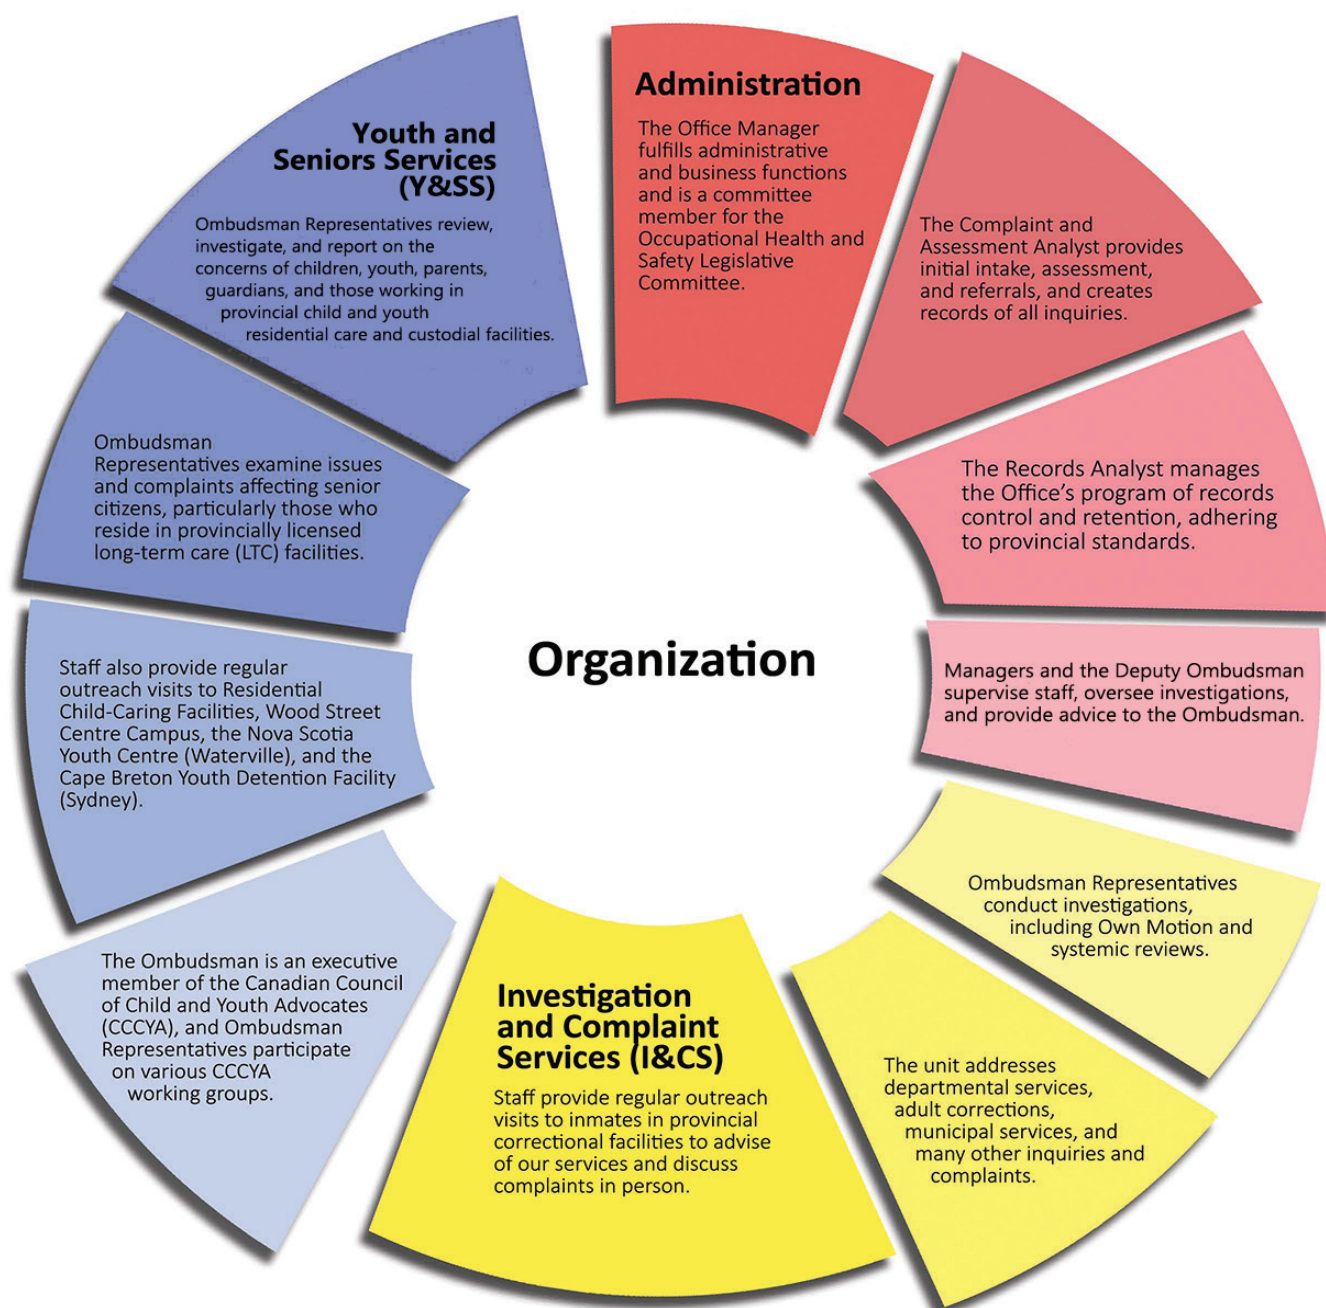 Administration
The Office Manager
fulfills administrative
and business functions
and is a committee
member for the
Occupational Health and
Safety Legislative
Committee.
The Complaint and
Assessment Analyst provides
initial intake, assessment,
and referrals, and creates
records of all inquiries.
The Records Analyst manages
the Office’s program of records
control and retention, adhering
to provincial standards.
Managers and the Deputy Ombudsman
supervise staff, oversee investigations,
and provide advice to the Ombudsman.
Ombudsman Representatives
conduct investigations,
including Own Motion and
systemic reviews.
The unit addresses
departmental services,
adult corrections,
municipal services, and
many other inquiries and
complaints.
Investigation
and Complaint
Services (I&CS)
Staff provide regular outreach
visits to inmates in provincial
correctional facilities to advise
of our services and discuss
complaints in person.
The Ombudsman is an executive
member of the Canadian Council
of Child and Youth Advocates
(CCCYA), and Ombudsman
Representatives participate
on various CCCYA
working groups.
Staff also provide regular
outreach visits to Residential
Child-Caring Facilities, Wood Street
Centre Campus, the Nova Scotia
Youth Centre (Waterville), and the
Cape Breton Youth Detention Facility
(Sydney).
Ombudsman
Representatives examine issues
and complaints affecting senior
citizens, particularly those who
reside in provincially licensed
long-term care (LTC) facilities.
Youth and
Seniors Services
(Y&SS)
Ombudsman Representatives review,
investigate, and report on the
concerns of children, youth, parents,
guardians, and those working in
provincial child and youth
residential care and custodial facilities.
Organization